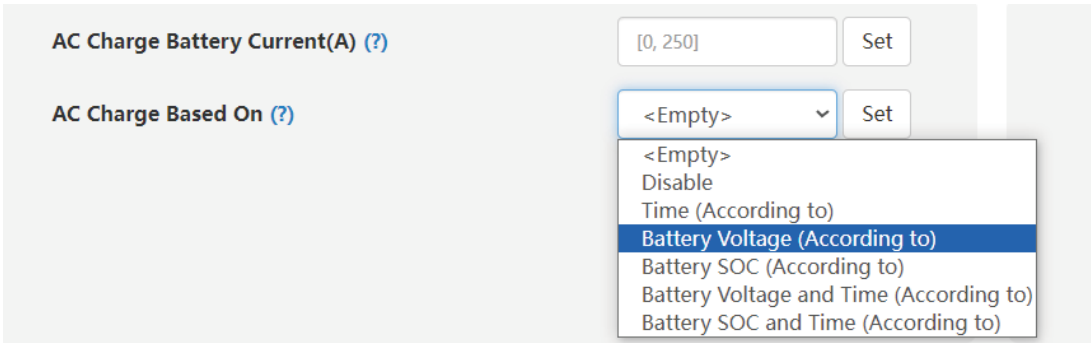 AC Charge Battery Current(A) (?) [0, 250] Set
AC Charge Based On (?) <Empty> Set
<Empty>
Disable
Time (According to)
Battery Voltage (According to)
Battery SOC (According to)
Battery Voltage and Time (According to)
Battery SOC and Time (According to)